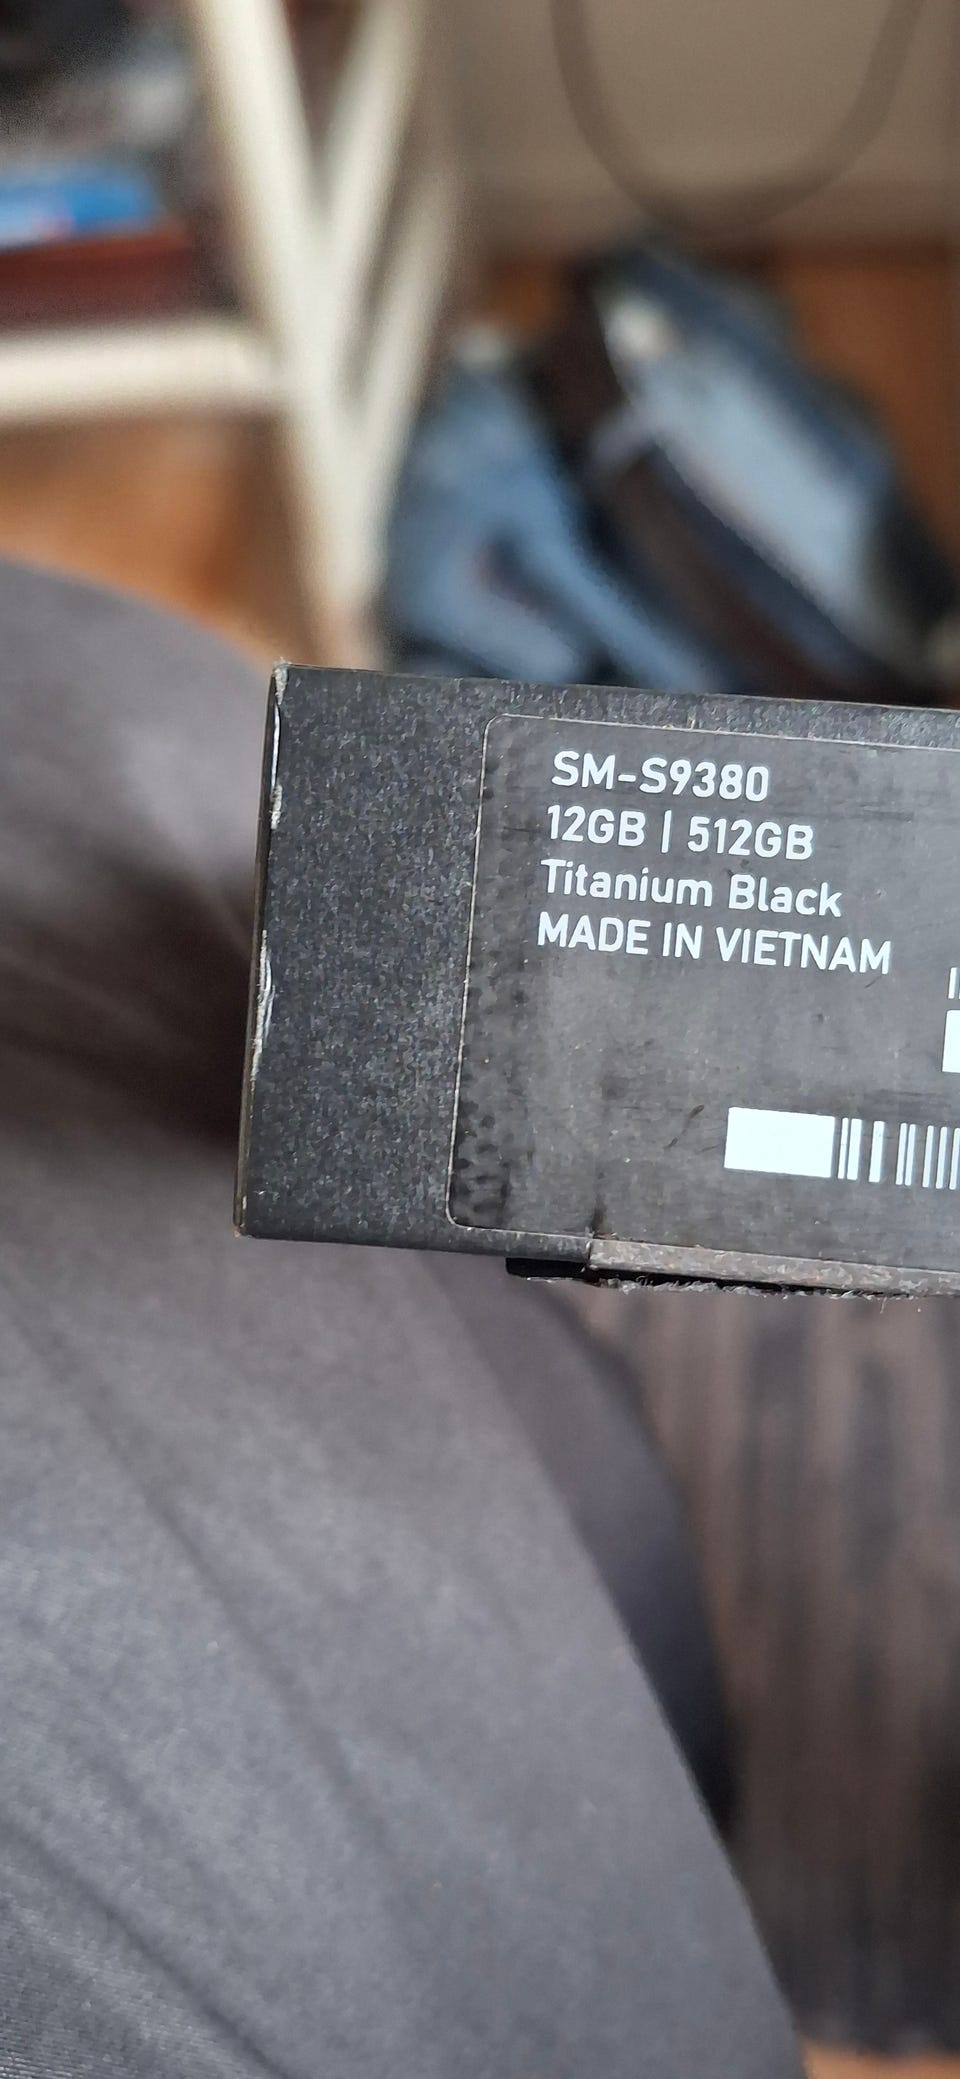 SM-S9380
12GB | 512GB
Titanium Black
MADE IN VIETNAM